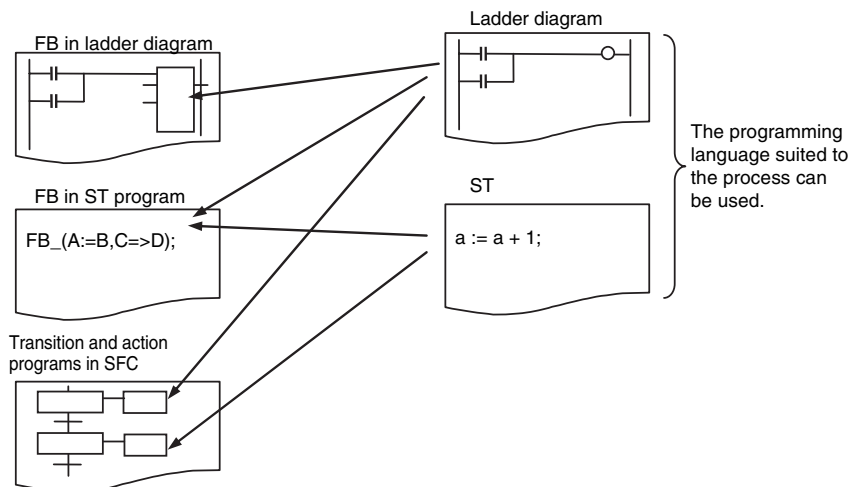 FB in ladder diagram
Ladder diagram
The programming
language suited to
the process can
be used.
FB in ST program
FB_(A:=B,C=>D);
ST
a := a + 1;
Transition and action
programs in SFC